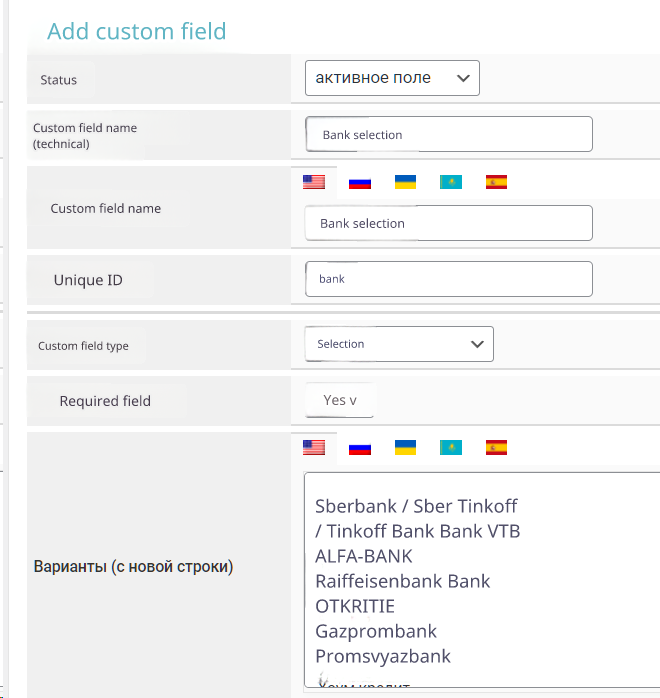 Add custom field
Status
активное поле
Custom field name
(technical)
Bank selection
Custom field name
Bank selection
Unique ID
bank
Custom field type
Selection
Required field
Yes v
Варианты (с новой строки)
Sberbank / Sber Tinkoff
/ Tinkoff Bank Bank VTB
ALFA-BANK
Raiffeisenbank Bank
OTKRITIE
Gazprombank
Promsvyazbank